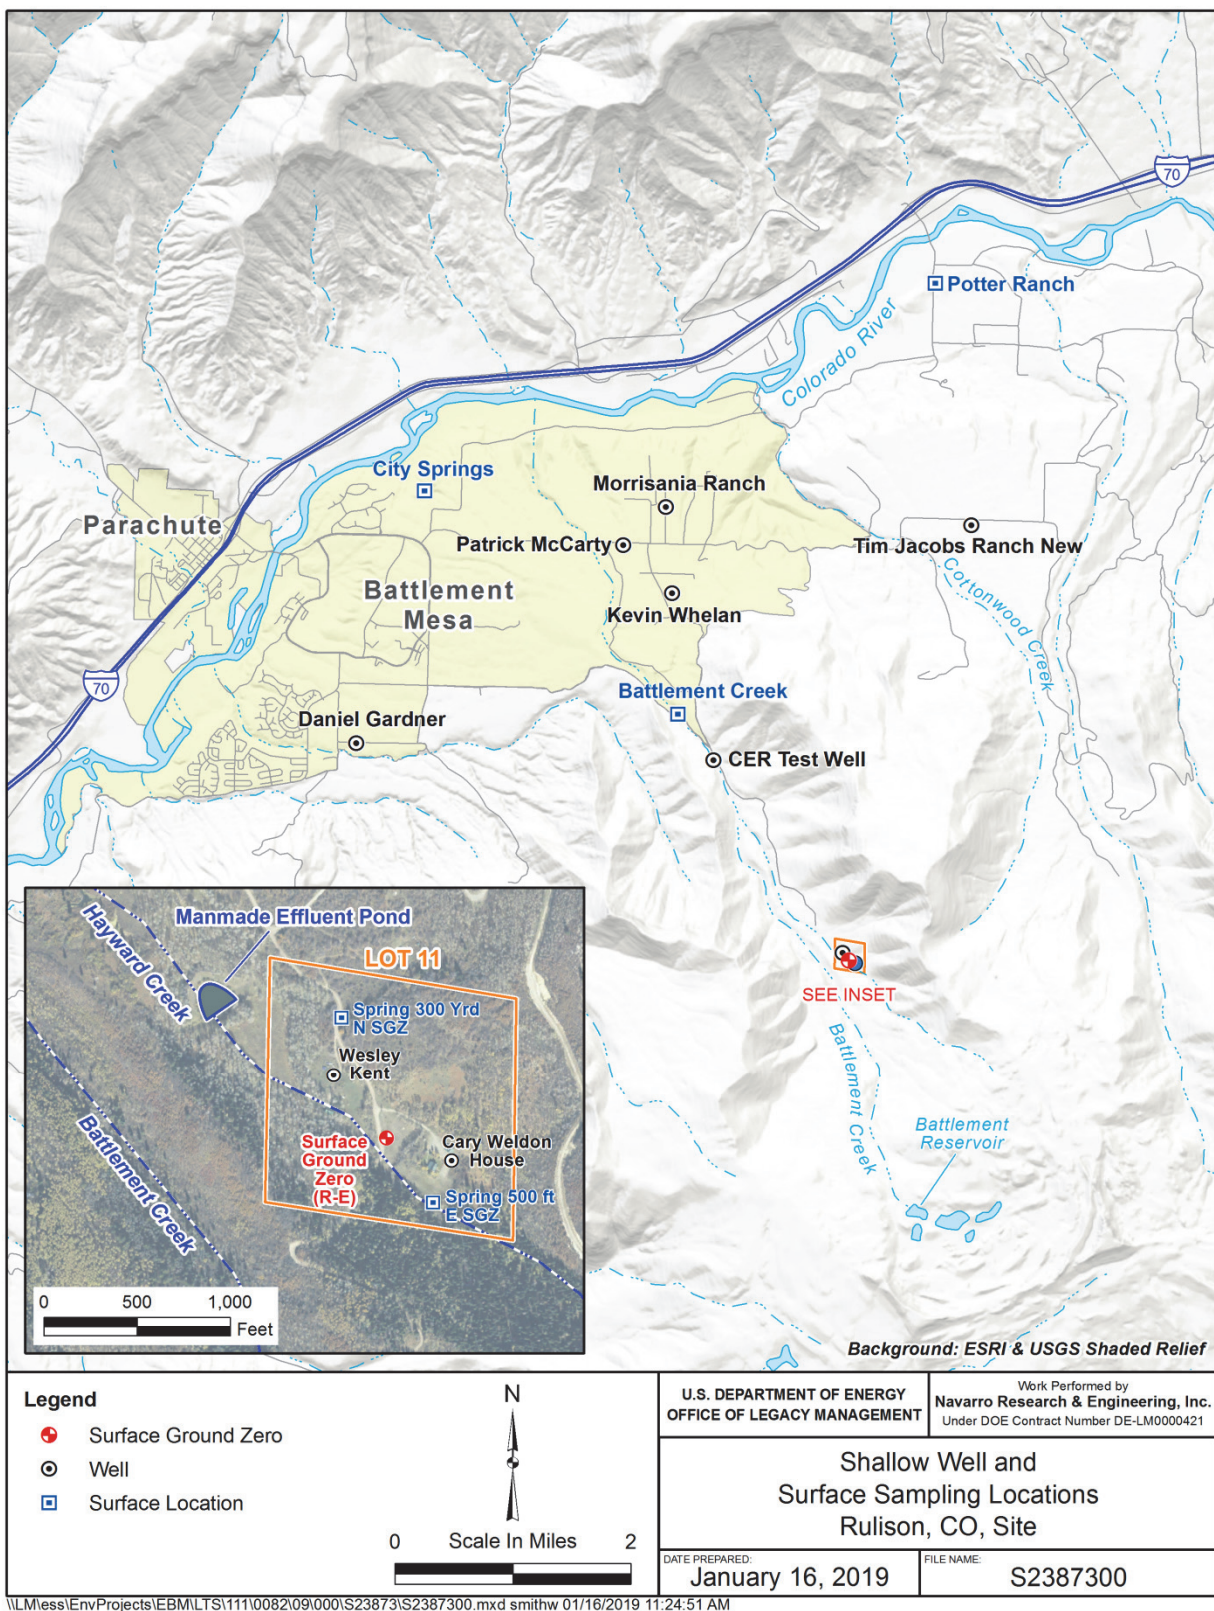 70
Potter Ranch
Colorado River
City Springs
Morrisania Ranch
Parachute
Patrick McCarty
Tim Jacobs Ranch New
Battlement
Mesa
Kevin Whelan
Cottonwood Creek
70
Battlement Creek
Daniel Gardner
CER Test Well
SEE INSET
Battlement Creek
Battlement
Reservoir
Manmade Effluent Pond
Hayward Creek
LOT 11
Spring 300 Yrd
N SGZ
Wesley
Kent
Surface
Ground
Zero
(R-E)
Cary Weldon
House
Spring 500 ft
E SGZ
Battlement Creek
0 500 1,000
Feet
Background: ESRI & USGS Shaded Relief
Legend
Surface Ground Zero
Well
Surface Location
N
0 Scale In Miles 2
U.S. DEPARTMENT OF ENERGY
OFFICE OF LEGACY MANAGEMENT
Work Performed by
Navarro Research & Engineering, Inc.
Under DOE Contract Number DE-LM0000421
Shallow Well and
Surface Sampling Locations
Rulison, CO, Site
DATE PREPARED:
January 16, 2019
FILE NAME:
S2387300
\\LM\ess\EnvProjects\EBM\LTS\111\0082\09\000\S23873\S2387300.mxd smithw 01/16/2019 11:24:51 AM